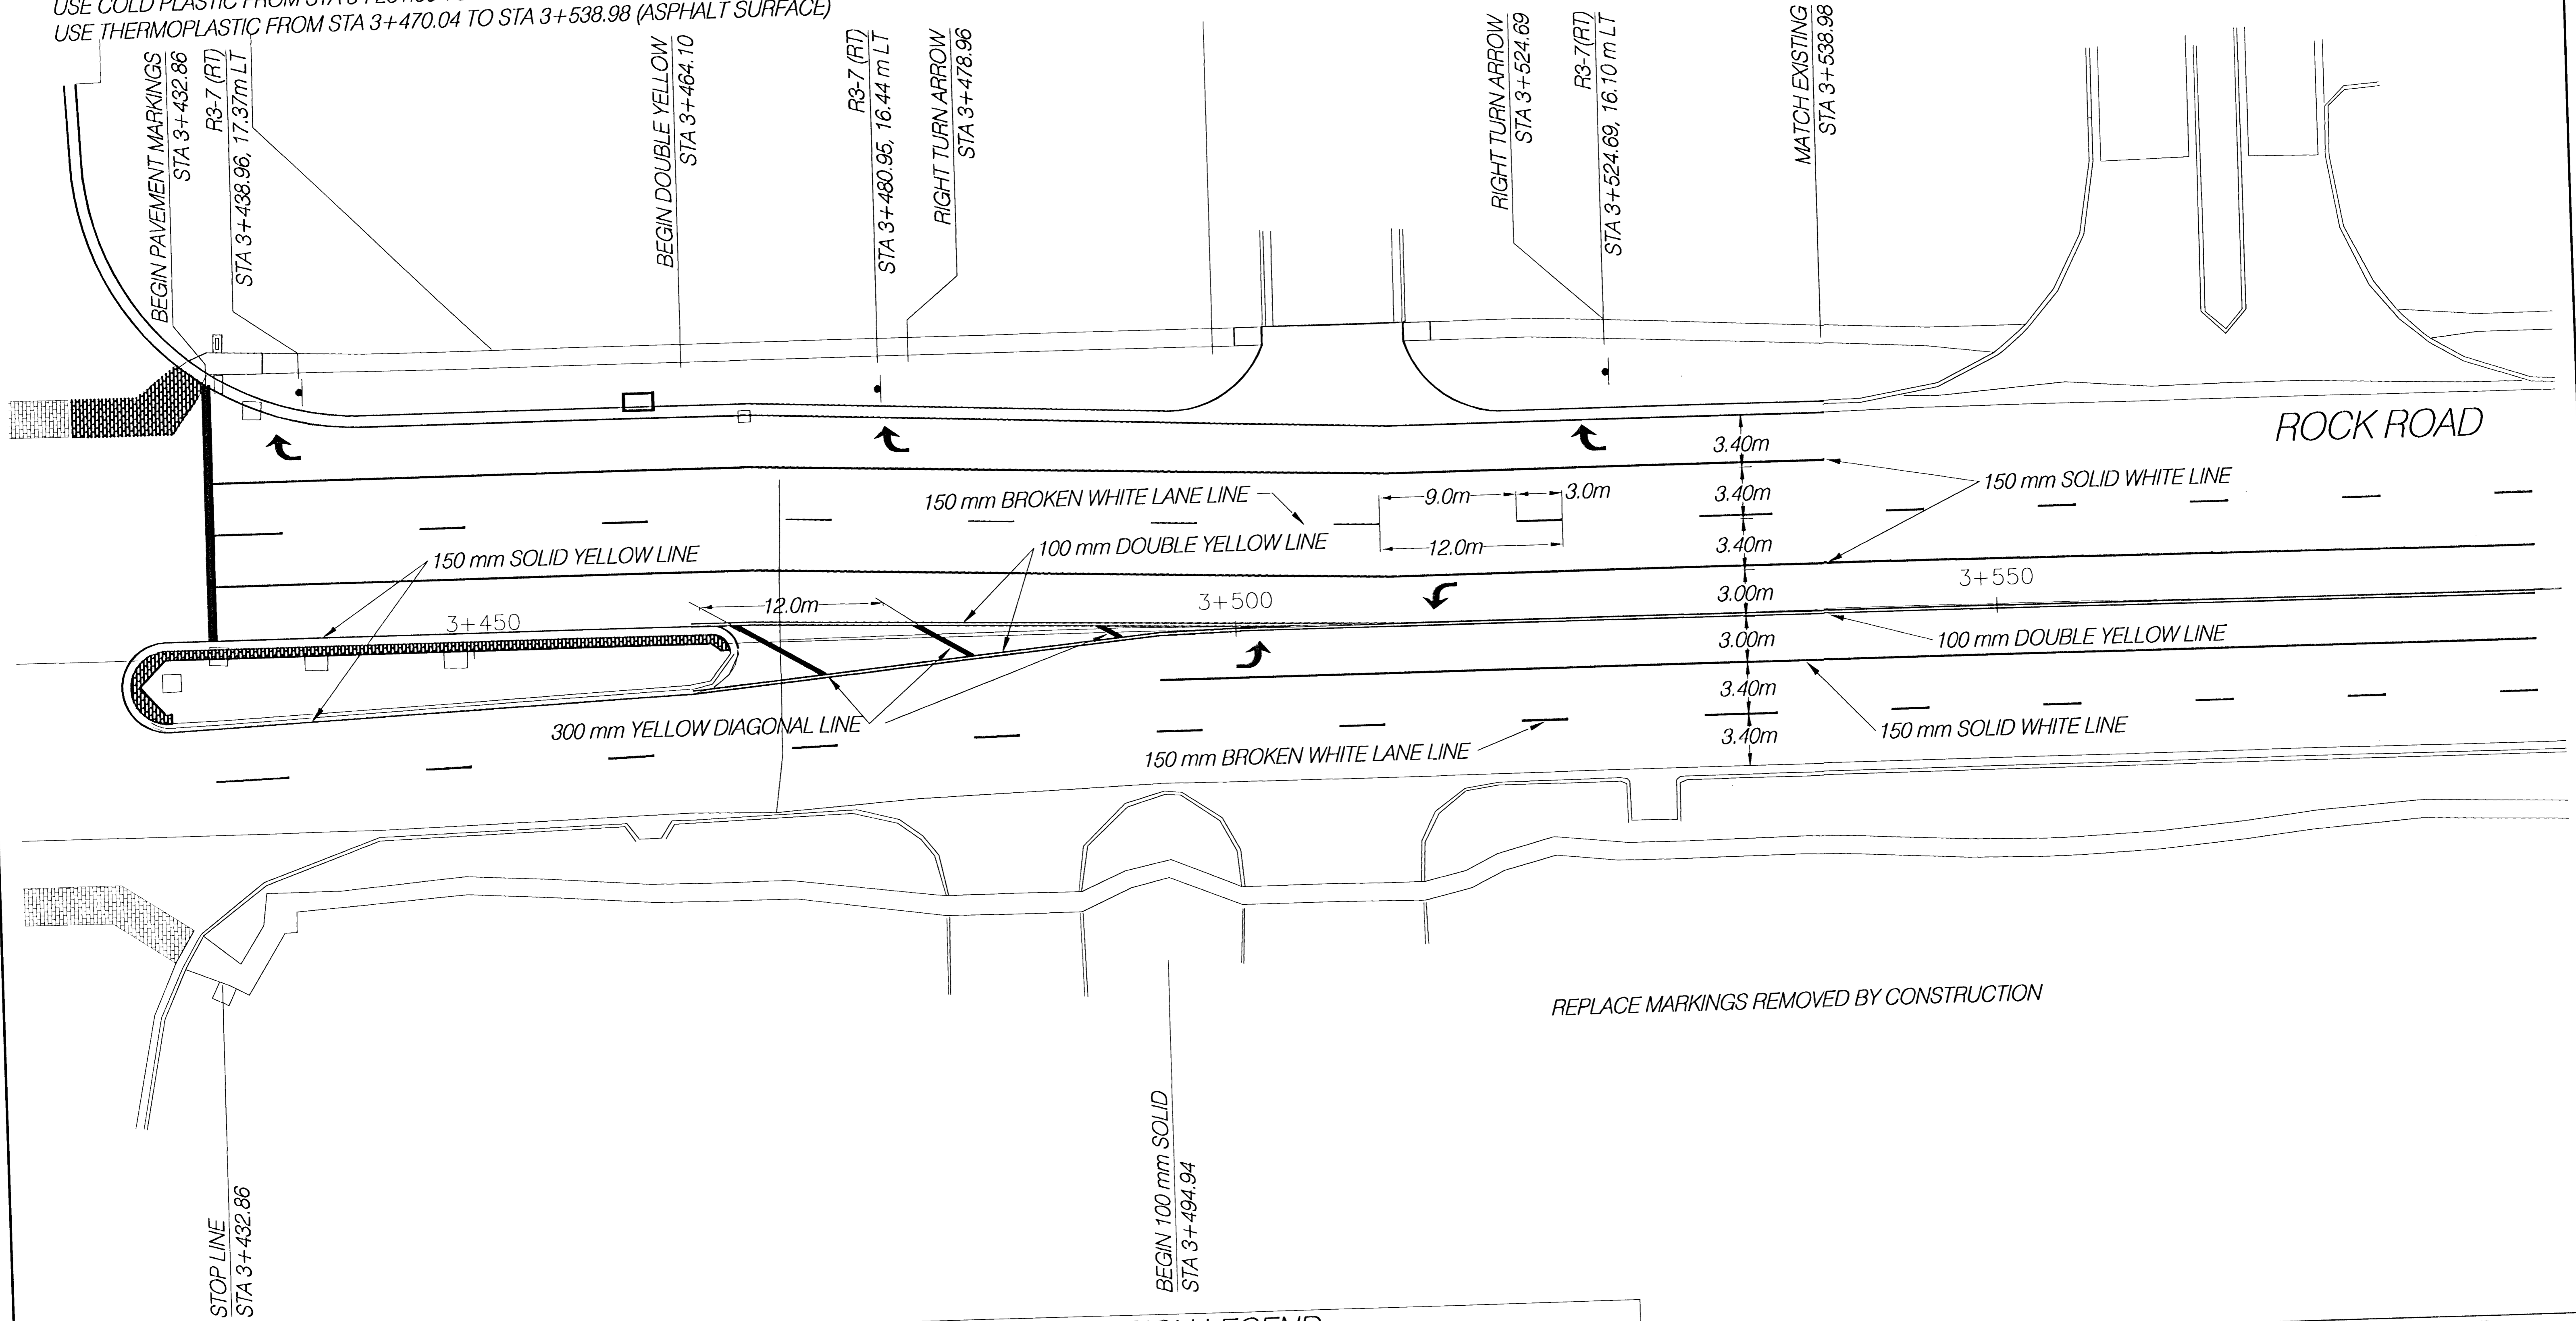 USE THERMOPLASTIC FROM STA 3+470.04 TO STA 3+538.98 (ASPHALT SURFACE)
BEGIN PAVEMENT MARKINGS
STA 3+432.86
R3-7 (RT)
STA 3+438.96, 17.37m LT
BEGIN DOUBLE YELLOW
STA 3+464.10
R3-7 (RT)
STA 3+480.95, 16.44 m LT
RIGHT TURN ARROW
STA 3+478.96
RIGHT TURN ARROW
STA 3+524.69
R3-7(RT)
STA 3+524.69, 16.10 m LT
MATCH EXISTING
STA 3+538.98
ROCK ROAD
3.40m
150 mm SOLID WHITE LINE
150 mm BROKEN WHITE LANE LINE
9.0m
3.0m
3.40m
100 mm DOUBLE YELLOW LINE
12.0m
3.40m
150 mm SOLID YELLOW LINE
3+550
12.0m
3+500
3.00m
3+450
3.00m
100 mm DOUBLE YELLOW LINE
3.40m
300 mm YELLOW DIAGONAL LINE
150 mm SOLID WHITE LINE
3.40m
150 mm BROKEN WHITE LANE LINE
REPLACE MARKINGS REMOVED BY CONSTRUCTION
STOP LINE
STA 3+432.86
BEGIN 100 mm SOLID
STA 3+494.94